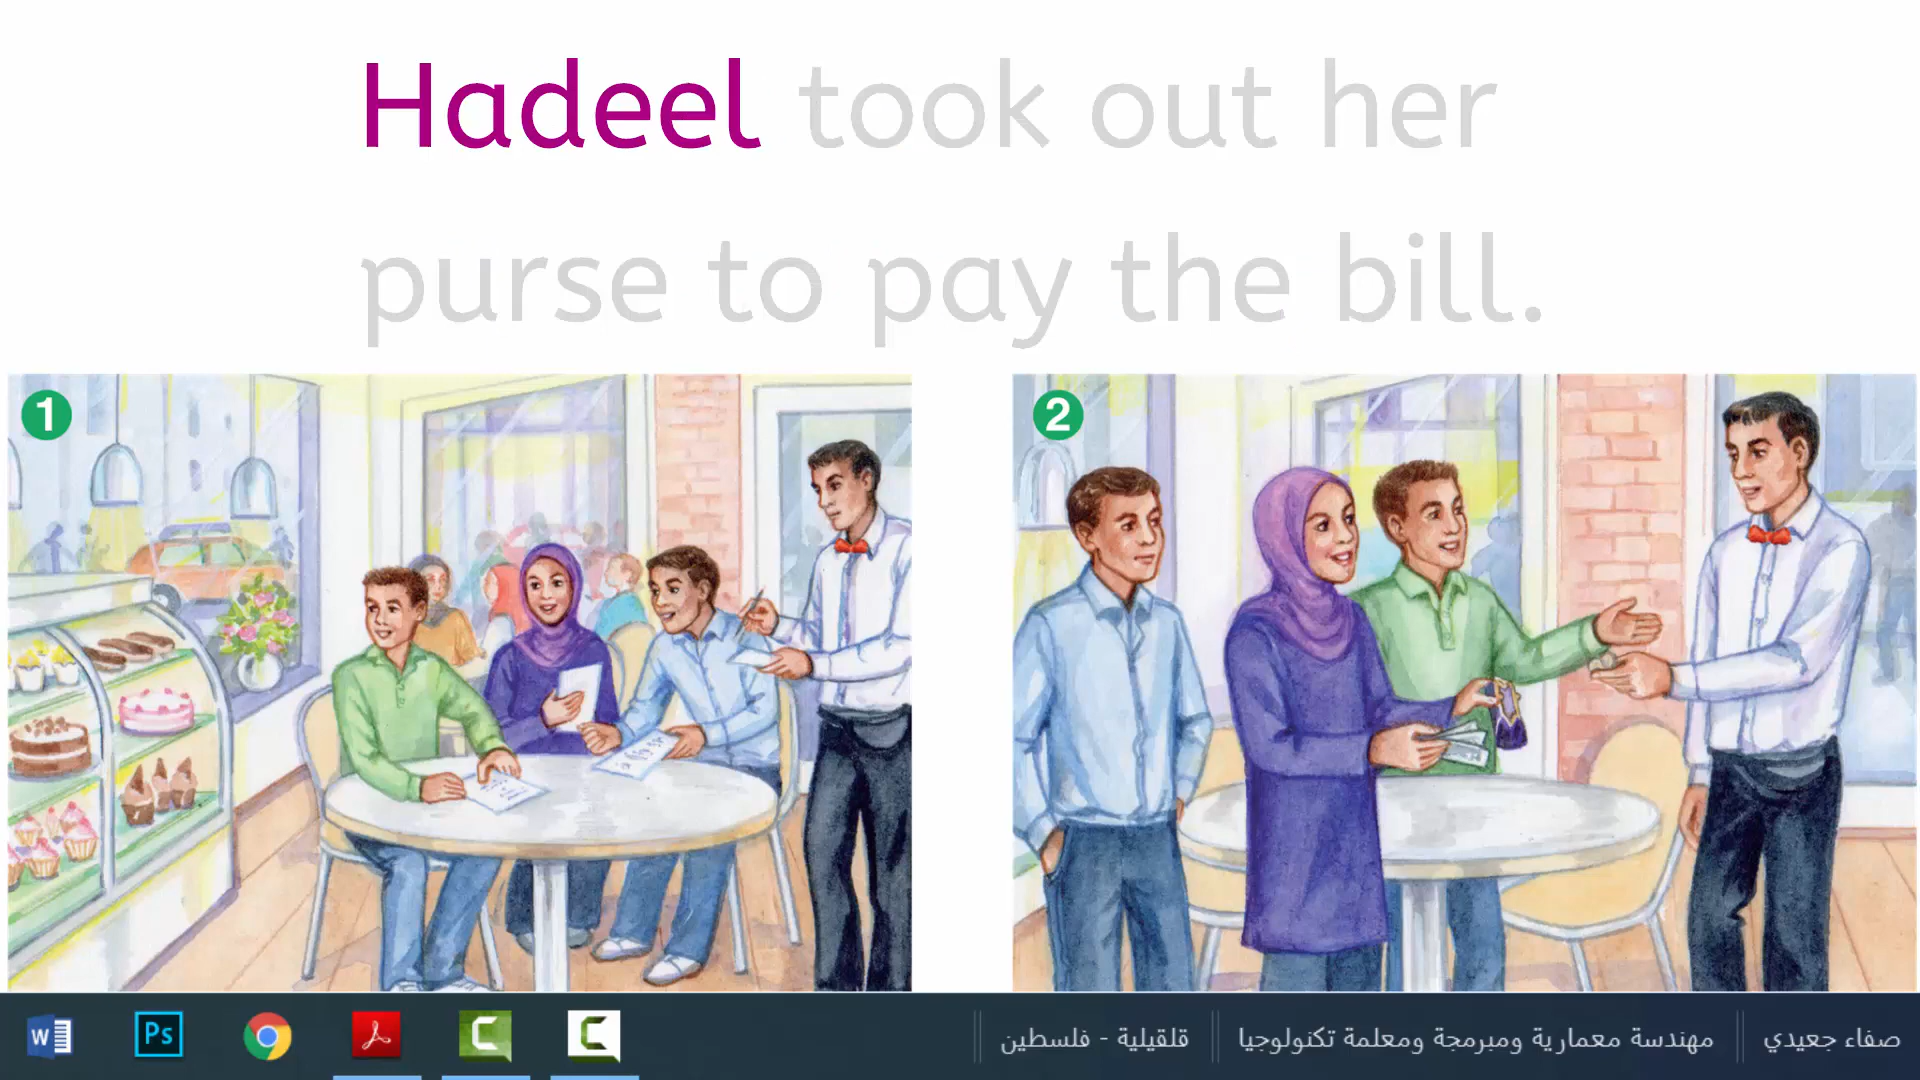 Hadeel took out her
purse to pay the bill.
1
2
W
Ps
صفاء جعيدي
مهندسة معمارية ومبرمجة ومعلمة تكنولوجيا
قلقيلية - فلسطين